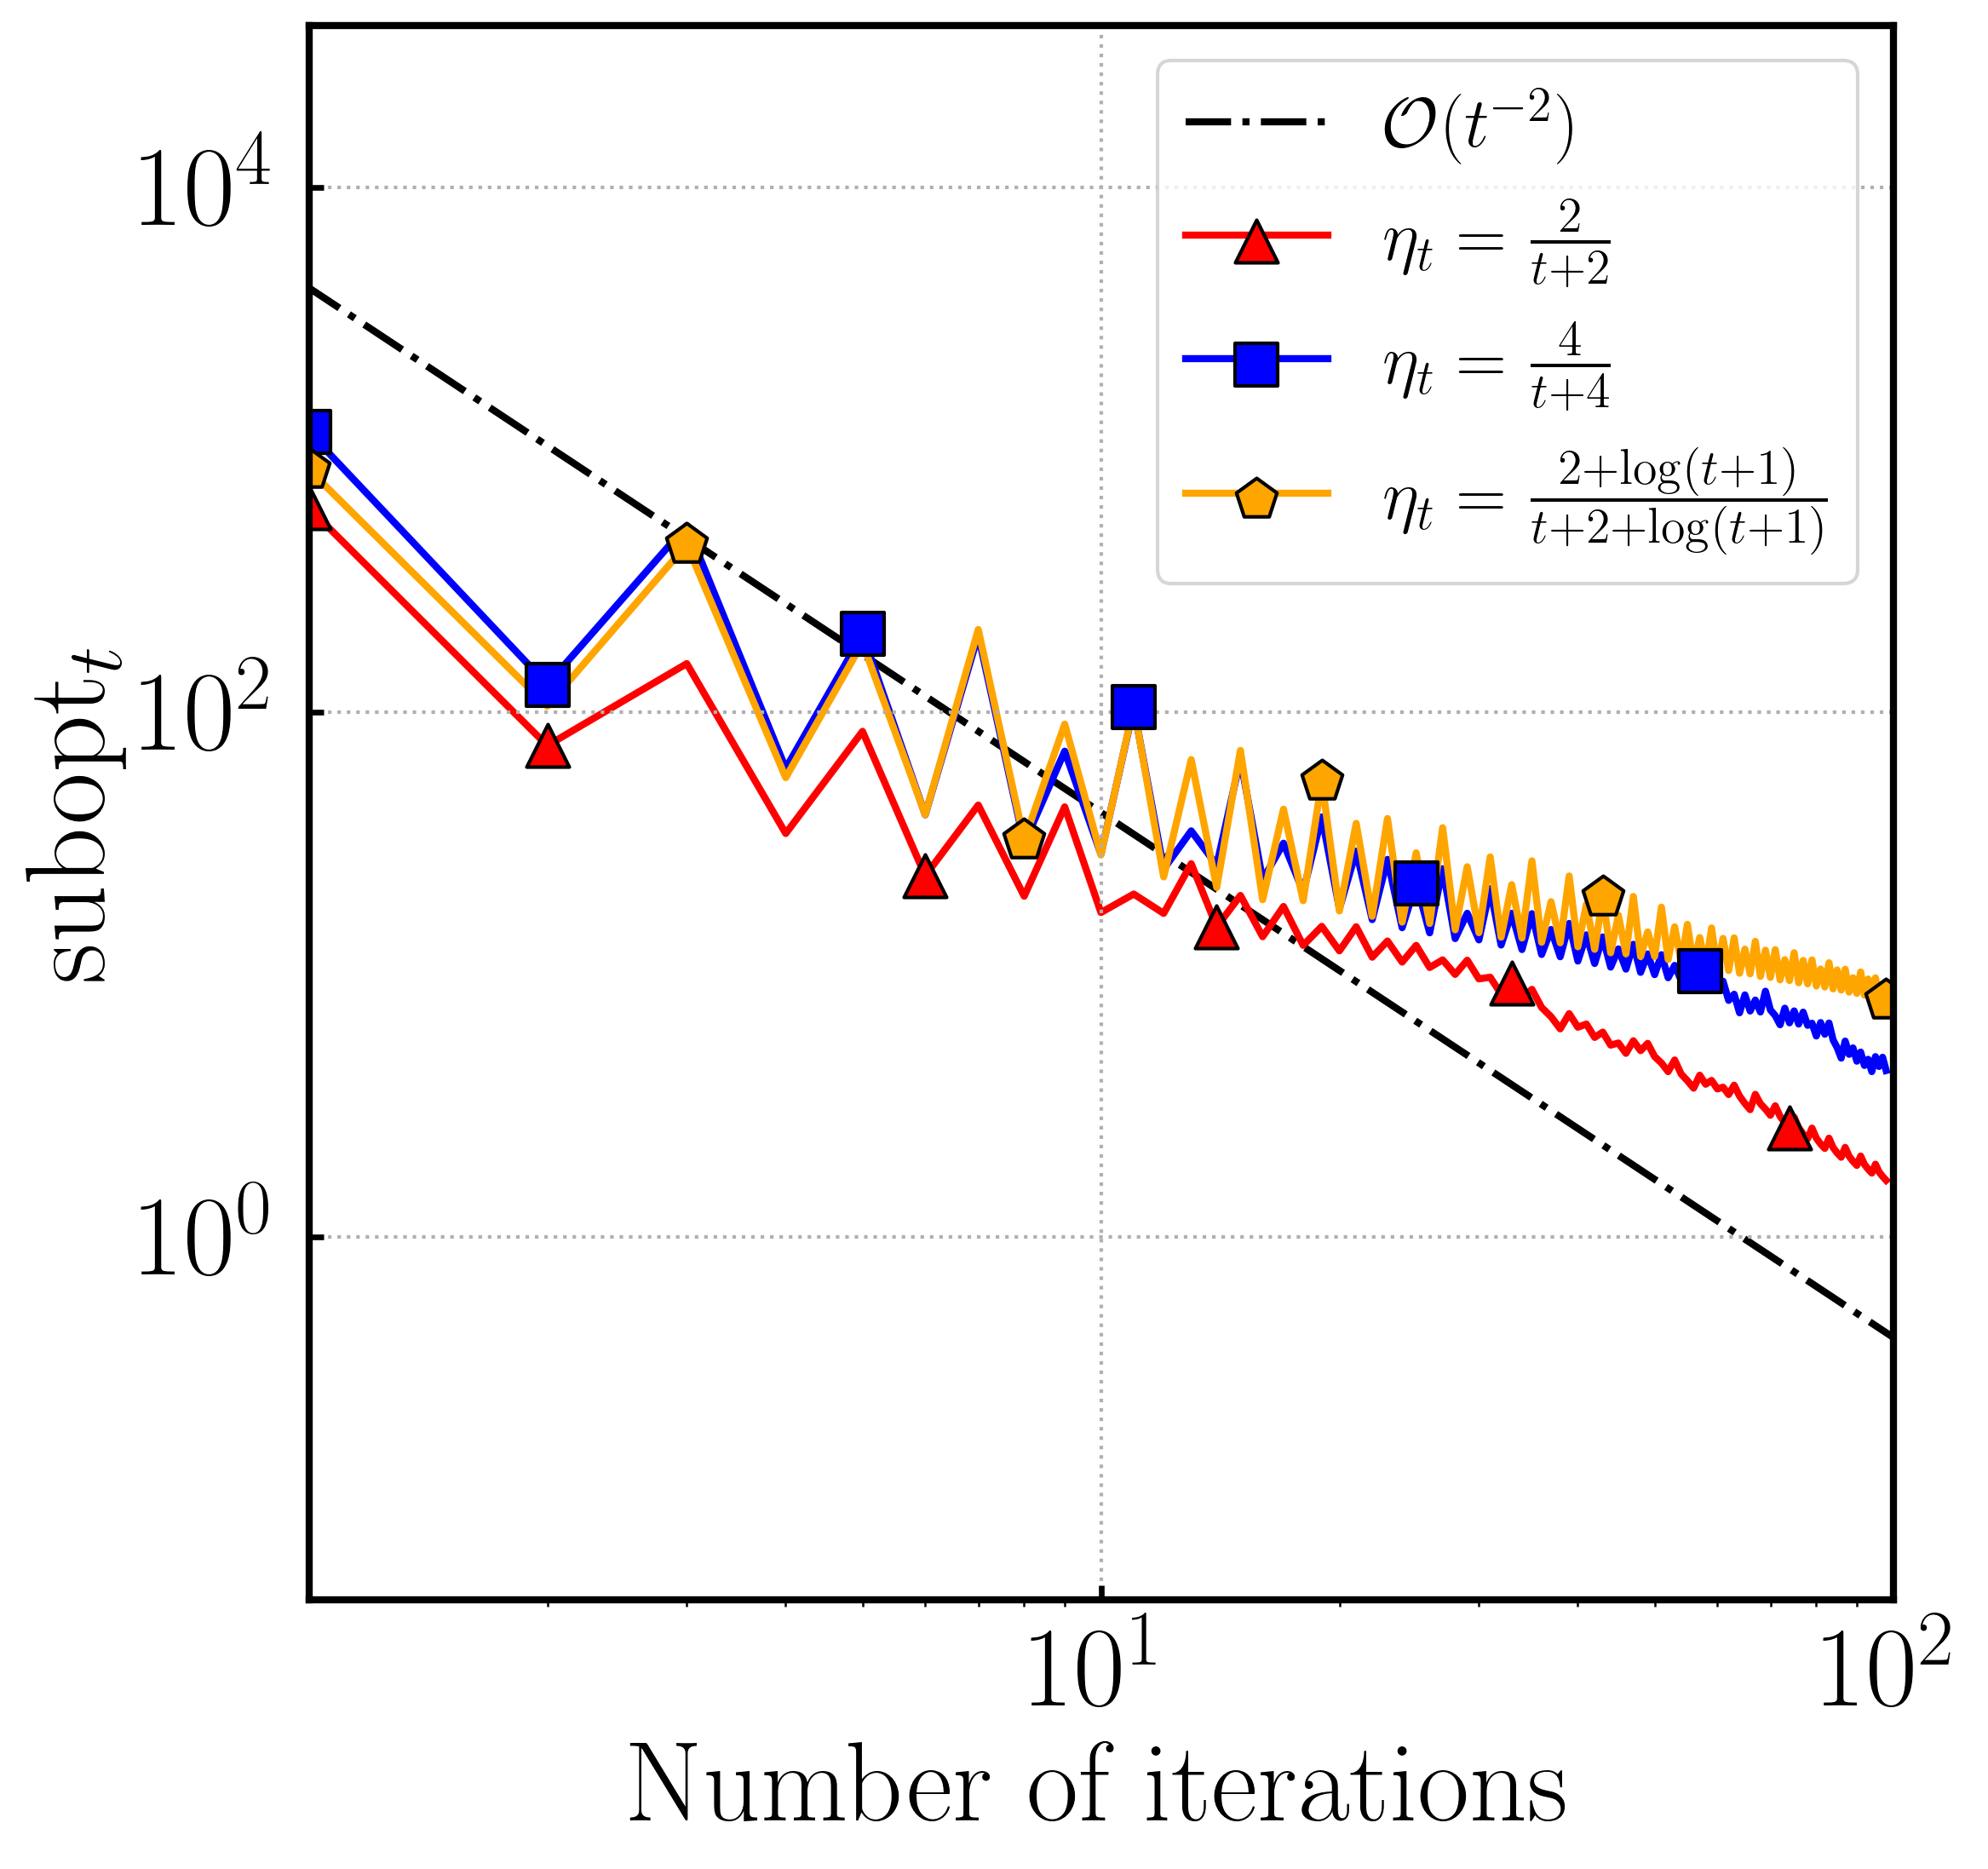 𝒪(t⁻²)
ηₜ = 2/(t+2)
ηₜ = 4/(t+4)
ηₜ = (2+log(t+1))/(t+2+log(t+1))
10⁴
10²
10⁰
suboptₜ
10¹ 10²
Number of iterations